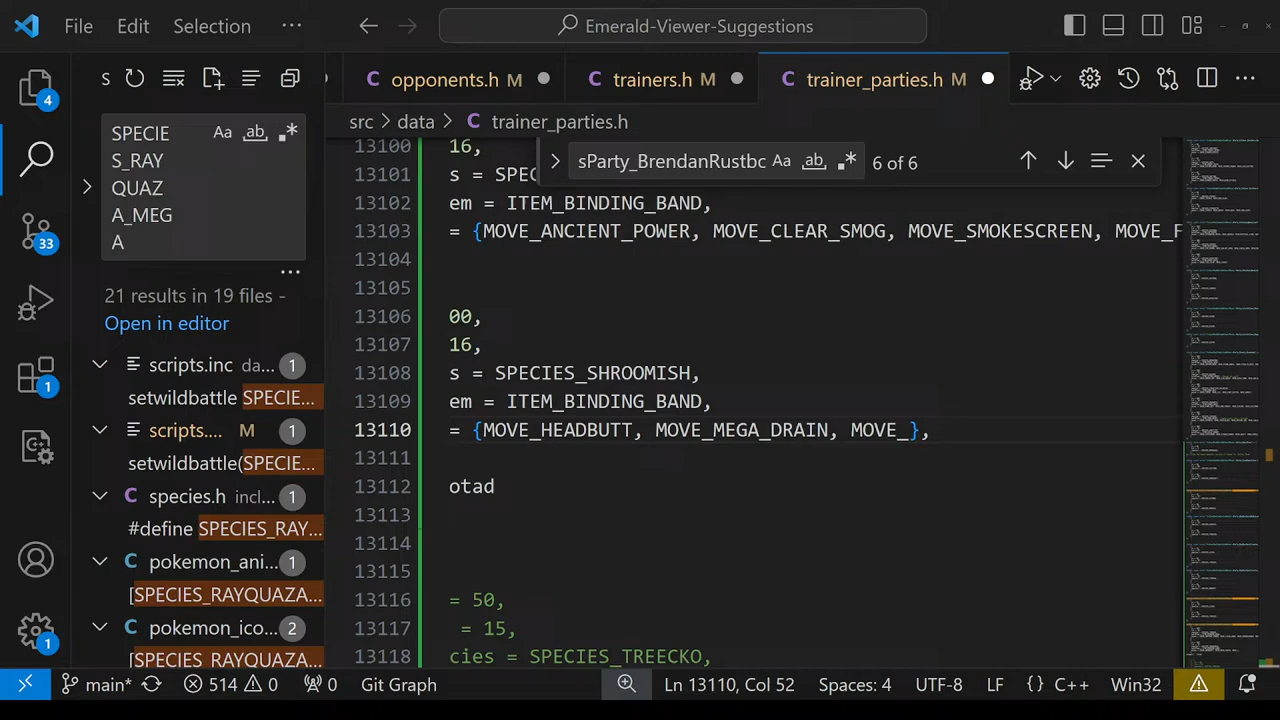 File Edit Selection ··· Emerald-Viewer-Suggestions
S
opponents.h M
trainers.h M
trainer_parties.h M
4
33
1
1
SPECIE
S_RAY
QUAZ
A_MEG
A
Aa ab
21 results in 19 files -
Open in editor
scripts.inc da... 1
setwildbattle SPECIE...
scripts.... M 1
setwildbattle(SPECIE...
species.h inclu... 1
#define SPECIES_RAY...
pokemon_ani... 1
[SPECIES_RAYQUAZA...
pokemon_ico... 2
[SPECIES_RAYQUAZA...
src > data > trainer_parties.h
sParty_BrendanRustbc Aa ab 6 of 6
13100 16,
13101 s = SPEC
13102 em = ITEM_BINDING_BAND,
13103 = {MOVE_ANCIENT_POWER, MOVE_CLEAR_SMOG, MOVE_SMOKESCREEN, MOVE_F
13104
13105
13106 00,
13107 16,
13108 s = SPECIES_SHROOMISH,
13109 em = ITEM_BINDING_BAND,
13110 = {MOVE_HEADBUTT, MOVE_MEGA_DRAIN, MOVE_},
13111
13112 otad
13113
13114
13115
13116 = 50,
13117 = 15,
13118 cies = SPECIES_TREECKO,
main* 514 0 0 Git Graph Ln 13110, Col 52 Spaces: 4 UTF-8 LF {} C++ Win32